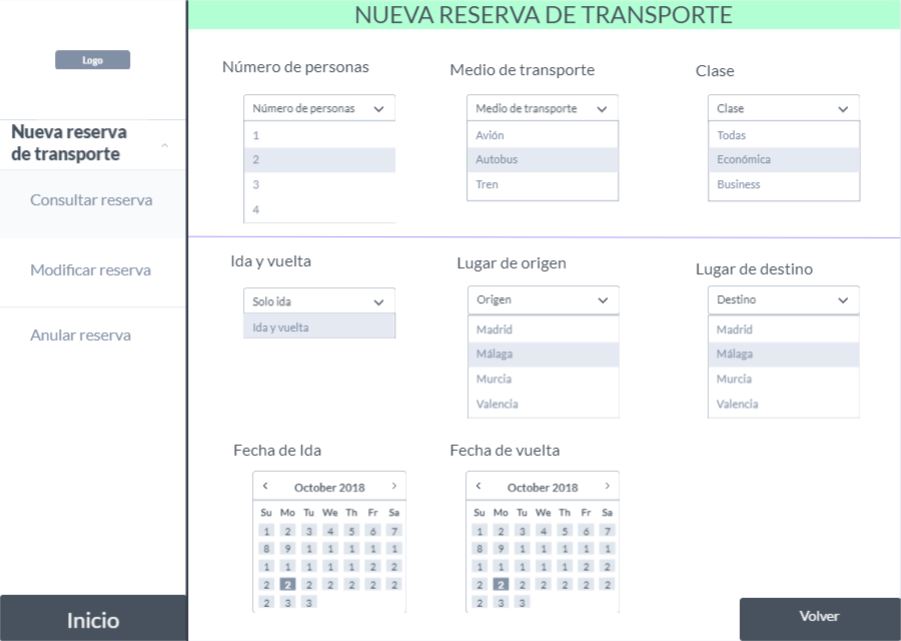 NUEVA RESERVA DE TRANSPORTE
Logo
Nueva reserva
de transporte
Consultar reserva
Modificar reserva
Anular reserva
Inicio
Número de personas
Número de personas
1
2
3
4
Medio de transporte
Medio de transporte
Avión
Autobus
Tren
Clase
Clase
Todas
Económica
Business
Ida y vuelta
Solo ida
Ida y vuelta
Lugar de origen
Origen
Madrid
Málaga
Murcia
Valencia
Lugar de destino
Destino
Madrid
Málaga
Murcia
Valencia
Fecha de Ida
October 2018
Su Mo Tu We Th Fr Sa
1 2 3 4 5 6 7
8 9 1 1 1 1 1
1 1 1 1 1 2 2
2 2 2 2 2 2 2
2 3 3
Fecha de vuelta
October 2018
Su Mo Tu We Th Fr Sa
1 2 3 4 5 6 7
8 9 1 1 1 1 1
1 1 1 1 1 2 2
2 2 2 2 2 2 2
2 3 3
Volver